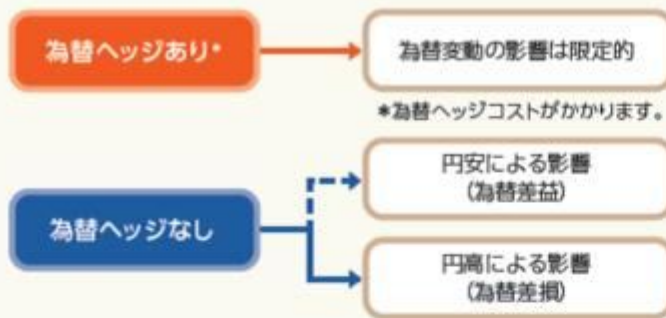 為替ヘッジあり*
為替変動の影響は限定的
*為替ヘッジコストがかかります。
為替ヘッジなし
円安による影響
(為替差益)
円高による影響
(為替差損)